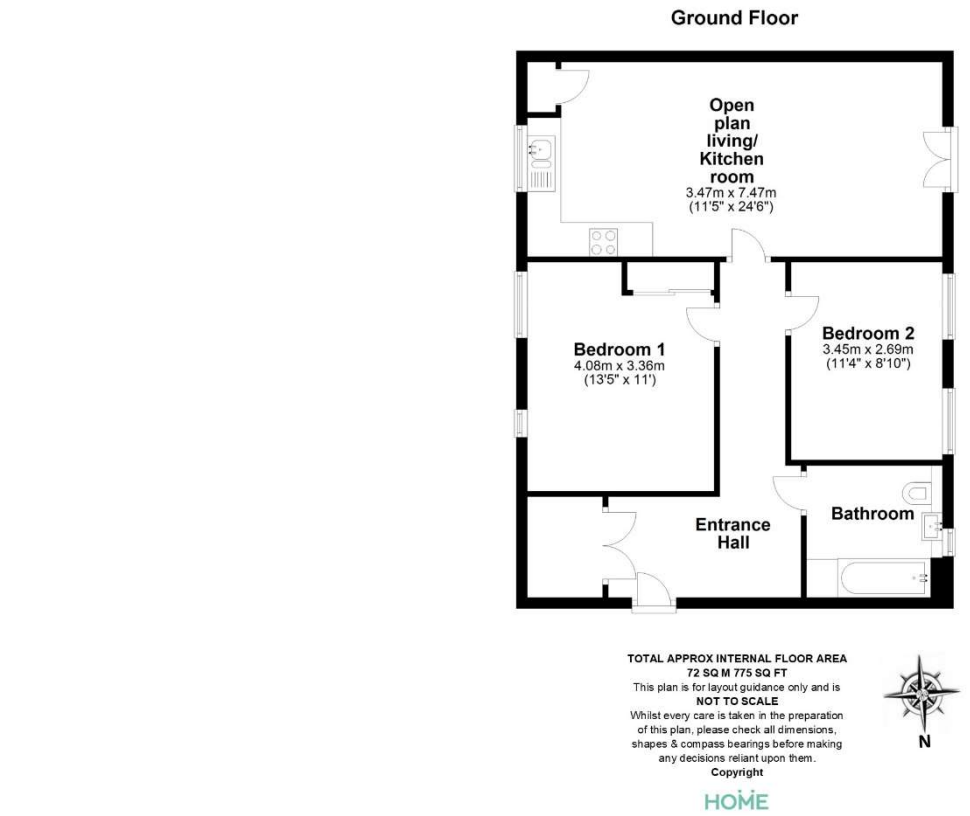 Ground Floor
Open
plan
living/
Kitchen
room
3.47m x 7.47m
(11'5" x 24'6")
Bedroom 1
4.08m x 3.36m
(13'5" x 11')
Bedroom 2
3.45m x 2.69m
(11'4" x 8'10")
Bathroom
Entrance
Hall
TOTAL APPROX INTERNAL FLOOR AREA
72 SQ M 775 SQ FT
This plan is for layout guidance only and is
NOT TO SCALE
Whilst every care is taken in the preparation
of this plan, please check all dimensions,
shapes & compass bearings before making
any decisions reliant upon them.
Copyright
N
HOME